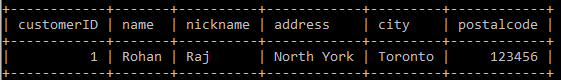 | customerID | name | nickname | address | city | postalcode |
| 1 | Rohan | Raj | North York | Toronto | 123456 |